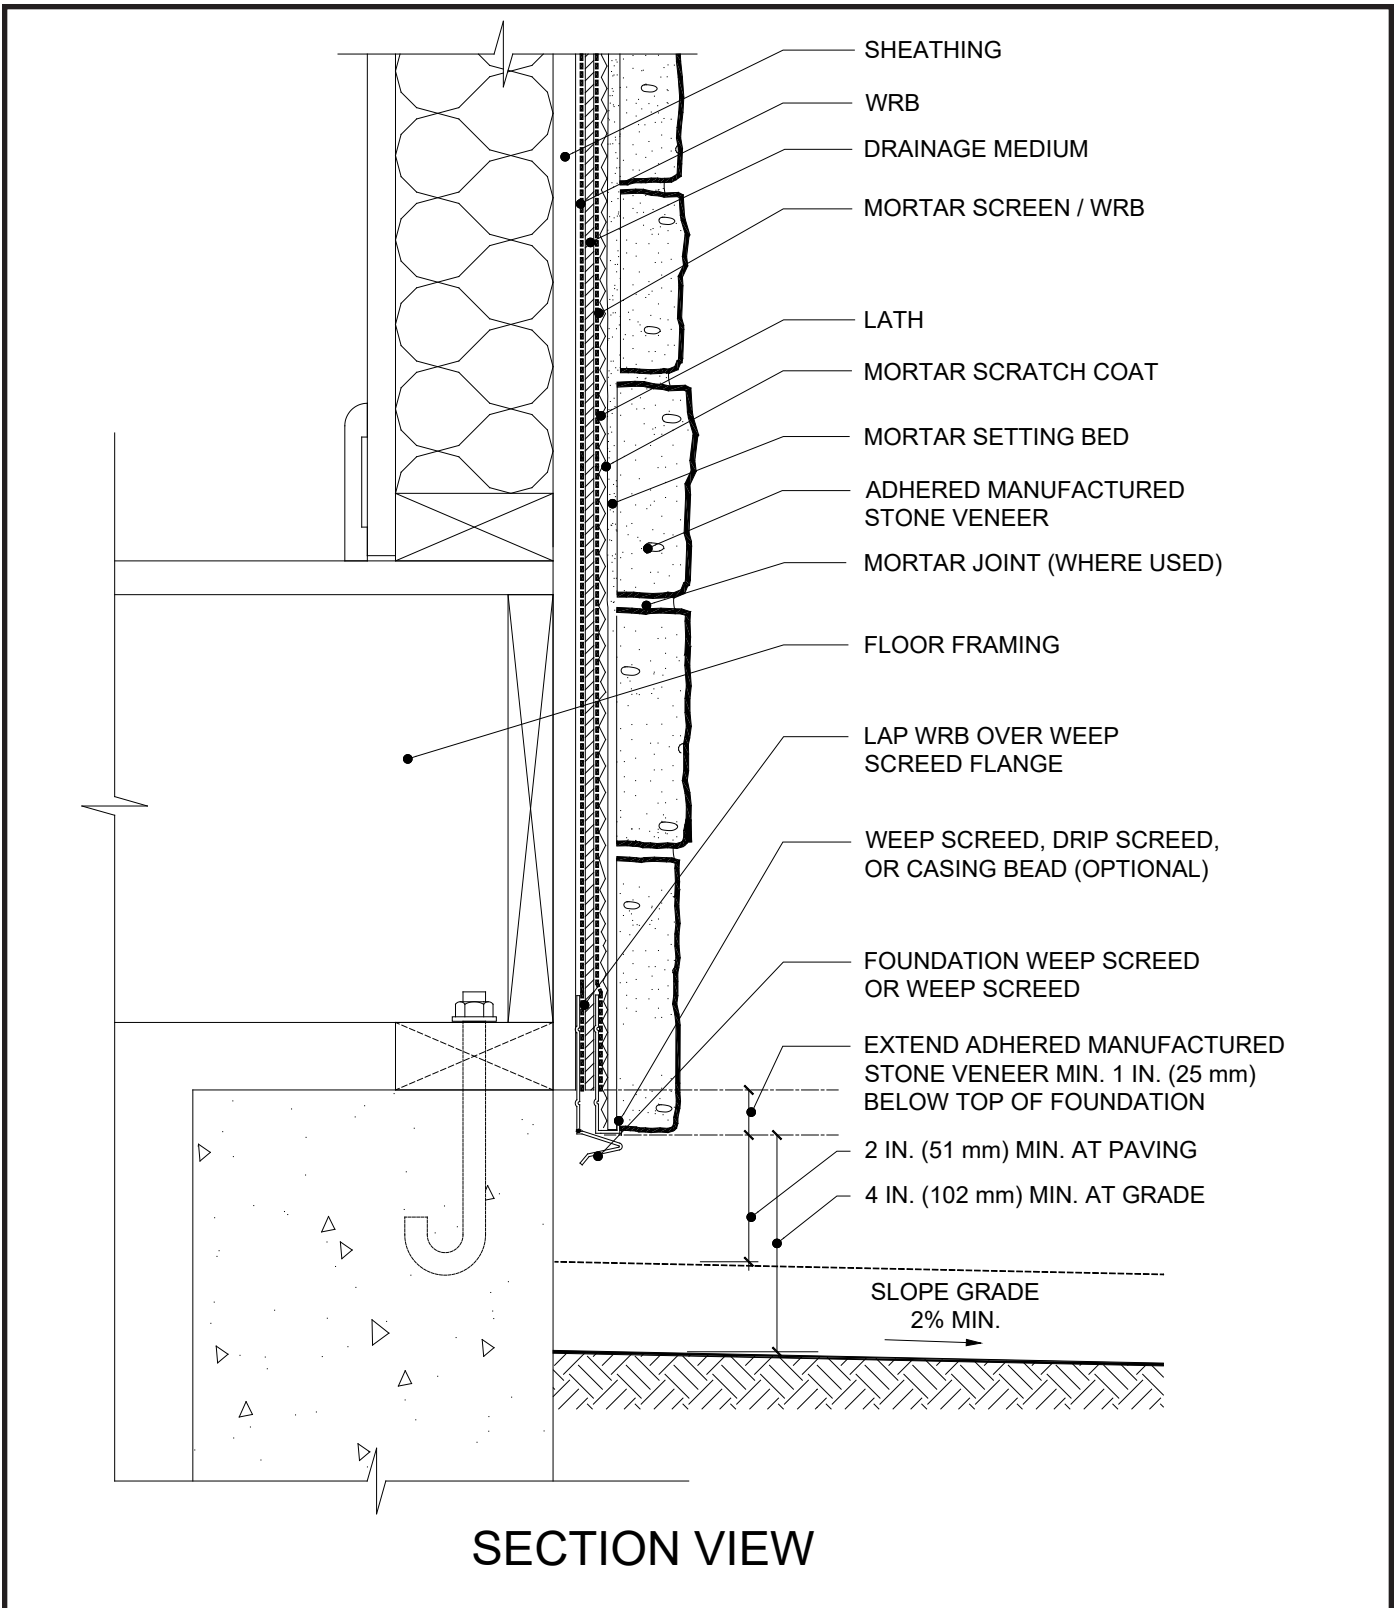 SHEATHING
WRB
DRAINAGE MEDIUM
MORTAR SCREEN / WRB
LATH
MORTAR SCRATCH COAT
MORTAR SETTING BED
ADHERED MANUFACTURED
STONE VENEER
MORTAR JOINT (WHERE USED)
FLOOR FRAMING
LAP WRB OVER WEEP
SCREED FLANGE
WEEP SCREED, DRIP SCREED,
OR CASING BEAD (OPTIONAL)
FOUNDATION WEEP SCREED
OR WEEP SCREED
EXTEND ADHERED MANUFACTURED
STONE VENEER MIN. 1 IN. (25 mm)
BELOW TOP OF FOUNDATION
2 IN. (51 mm) MIN. AT PAVING
4 IN. (102 mm) MIN. AT GRADE
SLOPE GRADE
2% MIN.
SECTION VIEW